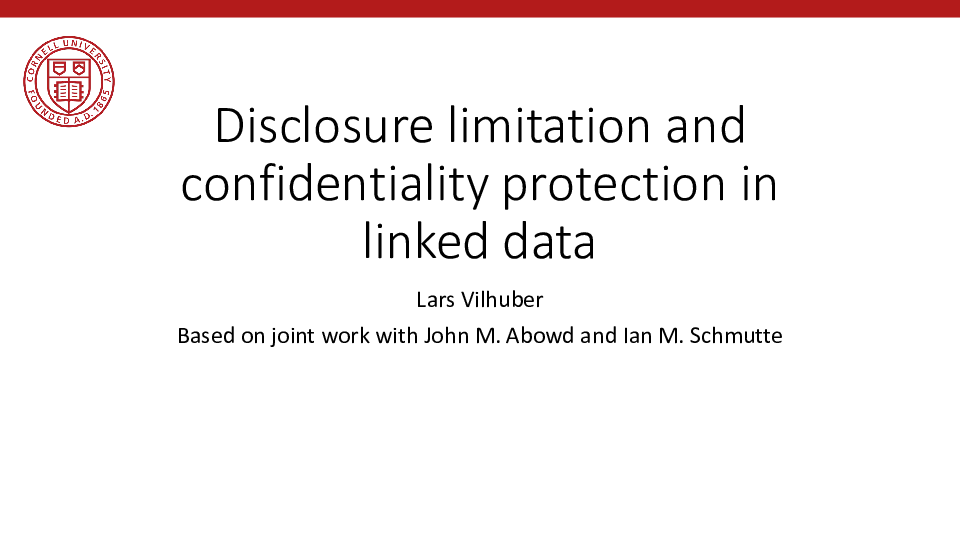 CORNELL UNIVERSITY
FOUNDED A.D. 1865
Disclosure limitation and
confidentiality protection in
linked data
Lars Vilhuber
Based on joint work with John M. Abowd and Ian M. Schmutte